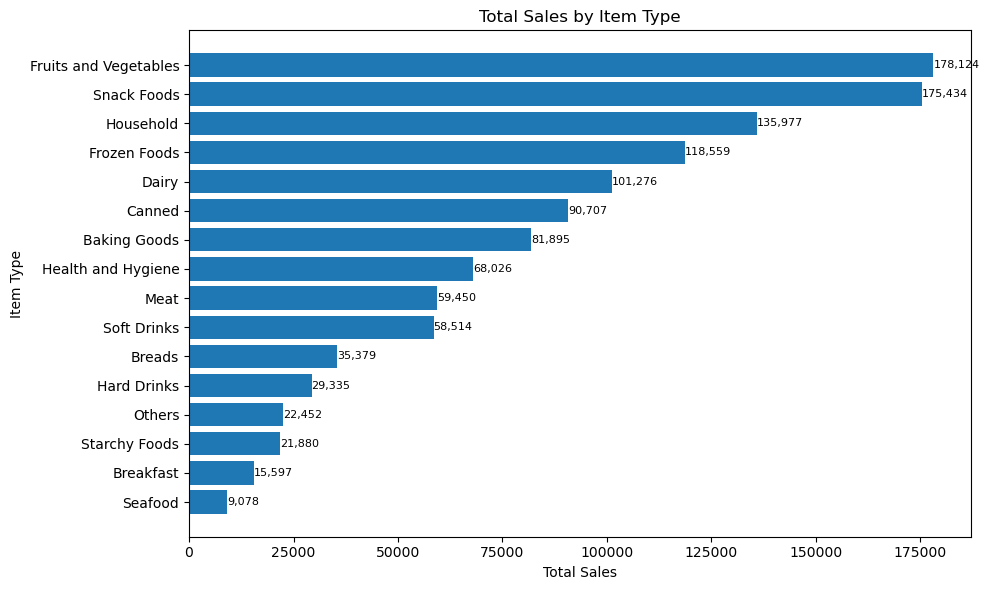 Total Sales by Item Type
Item Type
Fruits and Vegetables 178,124
Snack Foods 175,434
Household 135,977
Frozen Foods 118,559
Dairy 101,276
Canned 90,707
Baking Goods 81,895
Health and Hygiene 68,026
Meat 59,450
Soft Drinks 58,514
Breads 35,379
Hard Drinks 29,335
Others 22,452
Starchy Foods 21,880
Breakfast 15,597
Seafood 9,078
0 25000 50000 75000 100000 125000 150000 175000
Total Sales